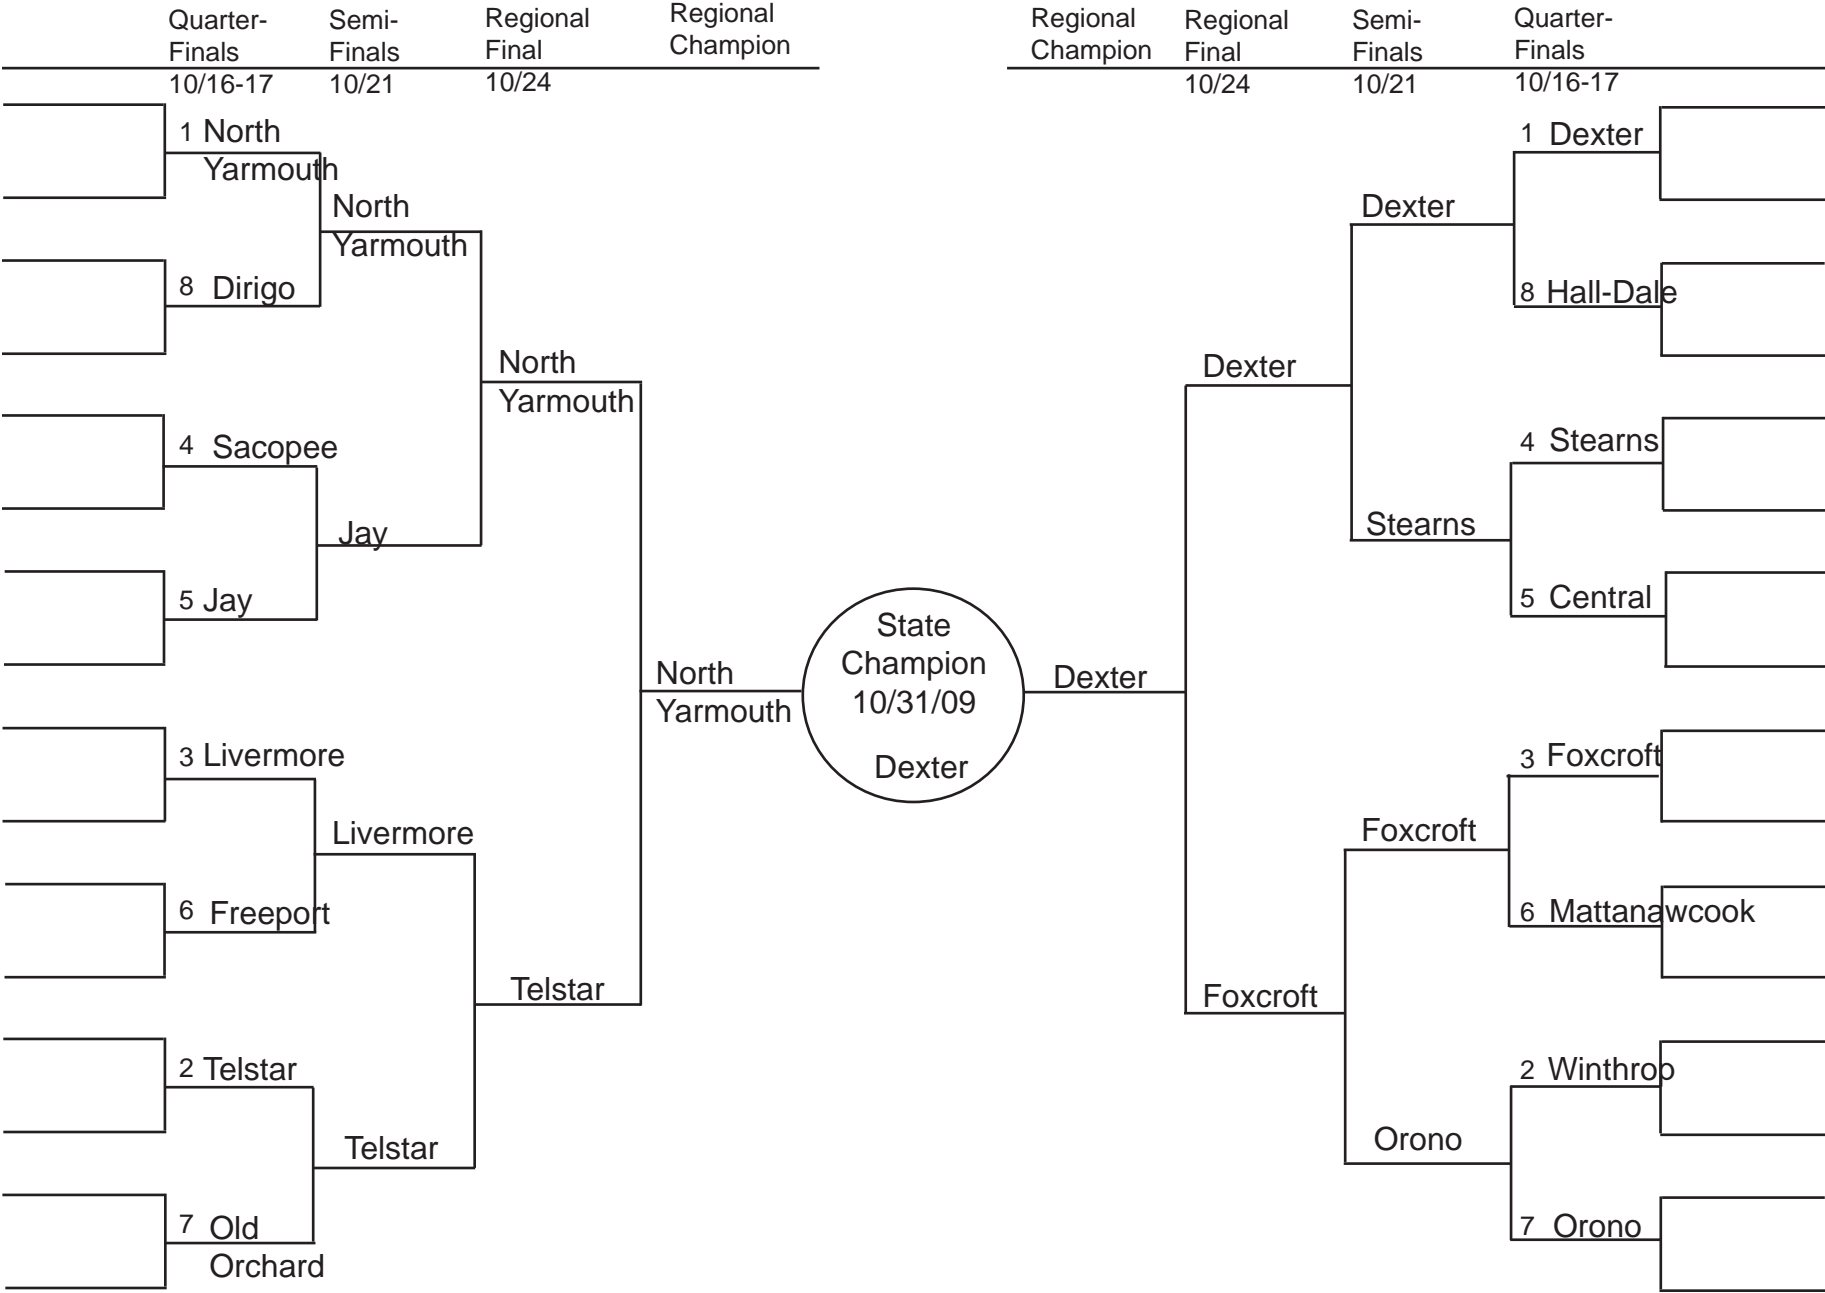 Quarter-
Finals
10/16-17
Semi-
Finals
10/21
Regional
Final
10/24
Regional
Champion
Regional
Champion
Regional
Final
10/24
Semi-
Finals
10/21
Quarter-
Finals
10/16-17
1 North
Yarmouth
8 Dirigo
4 Sacopee
5 Jay
3 Livermore
6 Freeport
2 Telstar
7 Old
Orchard
North
Yarmouth
Jay
Livermore
Telstar
North
Yarmouth
Telstar
North
Yarmouth
State
Champion
10/31/09
Dexter
Dexter
Dexter
Foxcroft
Dexter
Stearns
Foxcroft
Orono
1 Dexter
8 Hall-Dale
4 Stearns
5 Central
3 Foxcroft
6 Mattanawcook
2 Winthrop
7 Orono